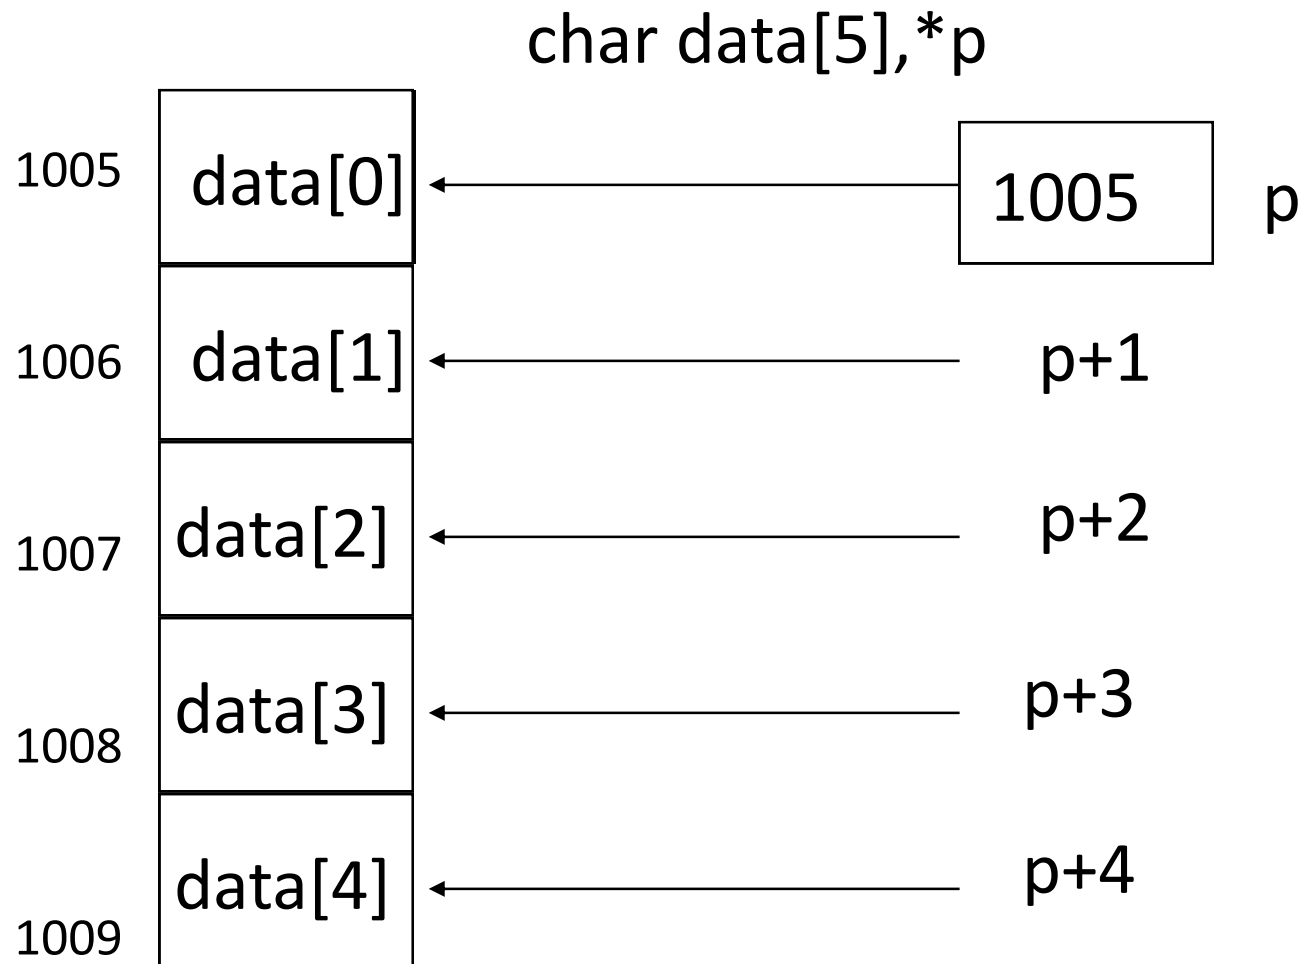 char data[5],*p
1005 data[0] 1005 p
1006 data[1] p+1
1007 data[2] p+2
1008 data[3] p+3
1009 data[4] p+4